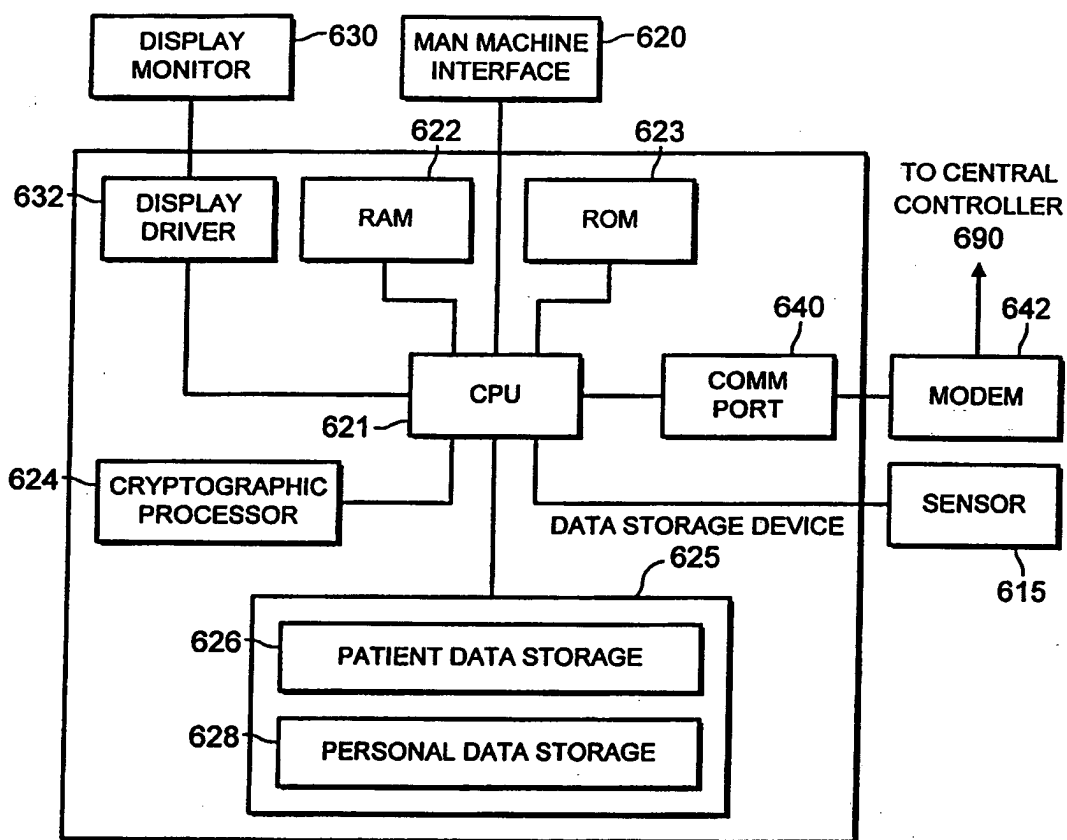 DISPLAY
MONITOR
630
MAN MACHINE
INTERFACE
620
622
623
632
DISPLAY
DRIVER
RAM
ROM
TO CENTRAL
CONTROLLER
690
640
642
CPU
621
COMM
PORT
MODEM
624
CRYPTOGRAPHIC
PROCESSOR
SENSOR
615
DATA STORAGE DEVICE
625
626
PATIENT DATA STORAGE
628
PERSONAL DATA STORAGE